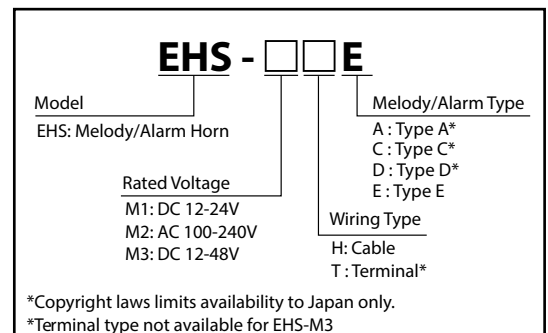 EHS - □□E
Model
EHS: Melody/Alarm Horn
Rated Voltage
M1: DC 12-24V
M2: AC 100-240V
M3: DC 12-48V
Wiring Type
H: Cable
T : Terminal*
Melody/Alarm Type
A : Type A*
C : Type C*
D : Type D*
E : Type E
*Copyright laws limits availability to Japan only.
*Terminal type not available for EHS-M3